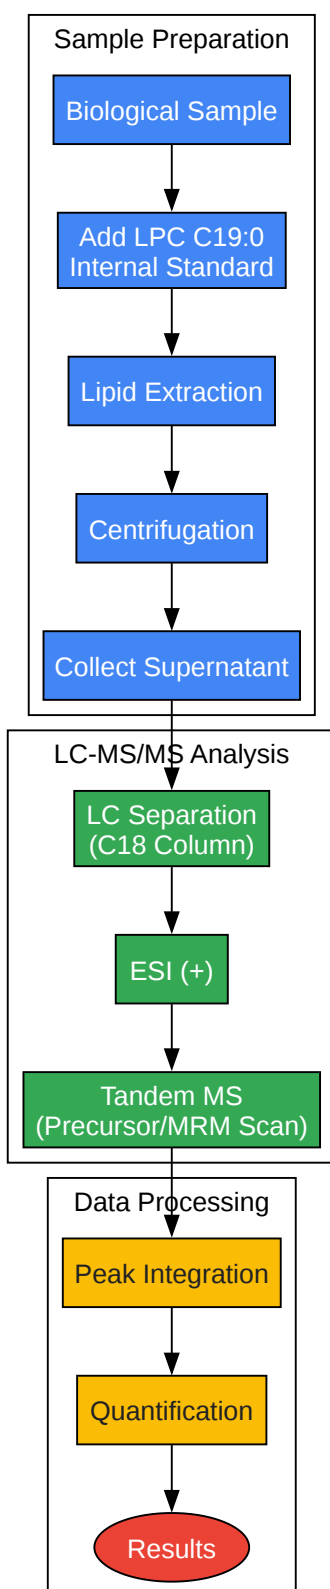 Sample Preparation
Biological Sample
Add LPC C19:0
Internal Standard
Lipid Extraction
Centrifugation
Collect Supernatant
LC-MS/MS Analysis
LC Separation
(C18 Column)
ESI (+)
Tandem MS
(Precursor/MRM Scan)
Data Processing
Peak Integration
Quantification
Results